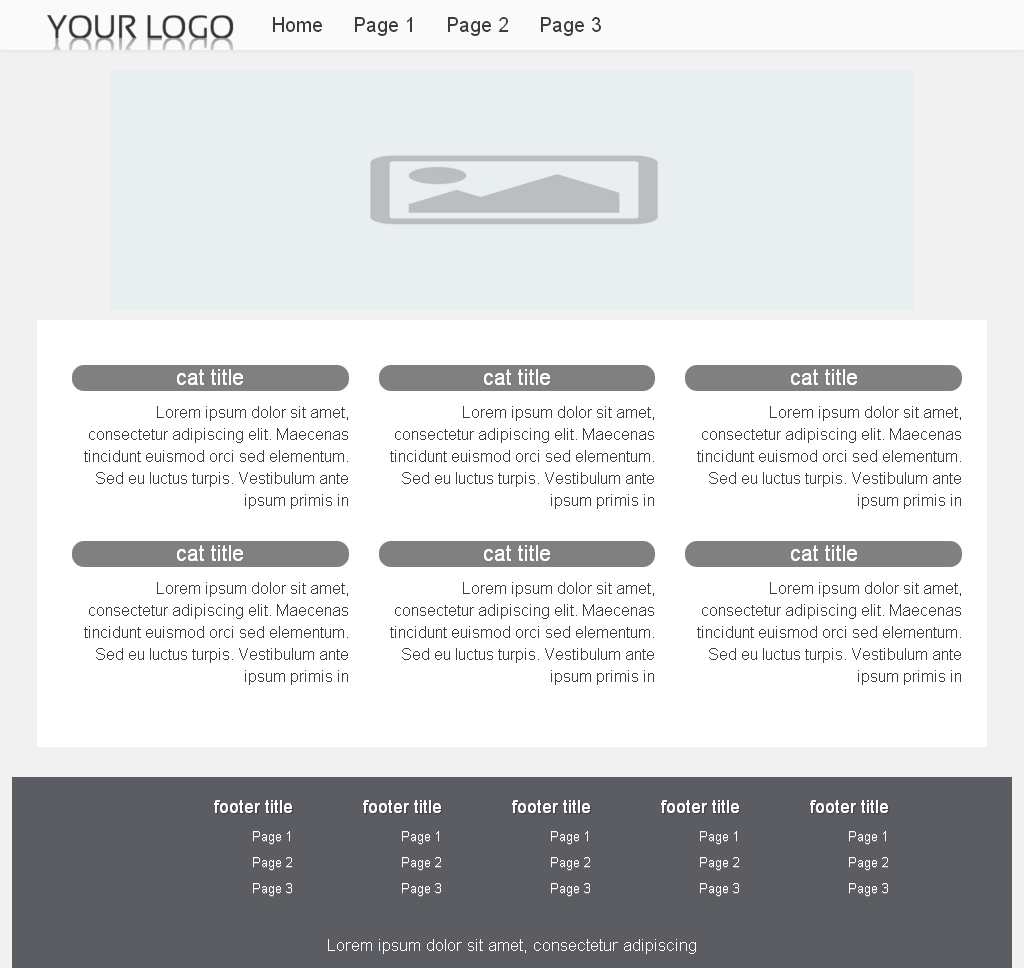 YOUR LOGO Home Page 1 Page 2 Page 3
cat title cat title cat title
Lorem ipsum dolor sit amet,
consectetur adipiscing elit. Maecenas
tincidunt euismod orci sed elementum.
Sed eu luctus turpis. Vestibulum ante
ipsum primis in
Lorem ipsum dolor sit amet,
consectetur adipiscing elit. Maecenas
tincidunt euismod orci sed elementum.
Sed eu luctus turpis. Vestibulum ante
ipsum primis in
Lorem ipsum dolor sit amet,
consectetur adipiscing elit. Maecenas
tincidunt euismod orci sed elementum.
Sed eu luctus turpis. Vestibulum ante
ipsum primis in
cat title cat title cat title
Lorem ipsum dolor sit amet,
consectetur adipiscing elit. Maecenas
tincidunt euismod orci sed elementum.
Sed eu luctus turpis. Vestibulum ante
ipsum primis in
Lorem ipsum dolor sit amet,
consectetur adipiscing elit. Maecenas
tincidunt euismod orci sed elementum.
Sed eu luctus turpis. Vestibulum ante
ipsum primis in
Lorem ipsum dolor sit amet,
consectetur adipiscing elit. Maecenas
tincidunt euismod orci sed elementum.
Sed eu luctus turpis. Vestibulum ante
ipsum primis in
footer title footer title footer title footer title footer title
Page 1 Page 1 Page 1 Page 1 Page 1
Page 2 Page 2 Page 2 Page 2 Page 2
Page 3 Page 3 Page 3 Page 3 Page 3
Lorem ipsum dolor sit amet, consectetur adipiscing